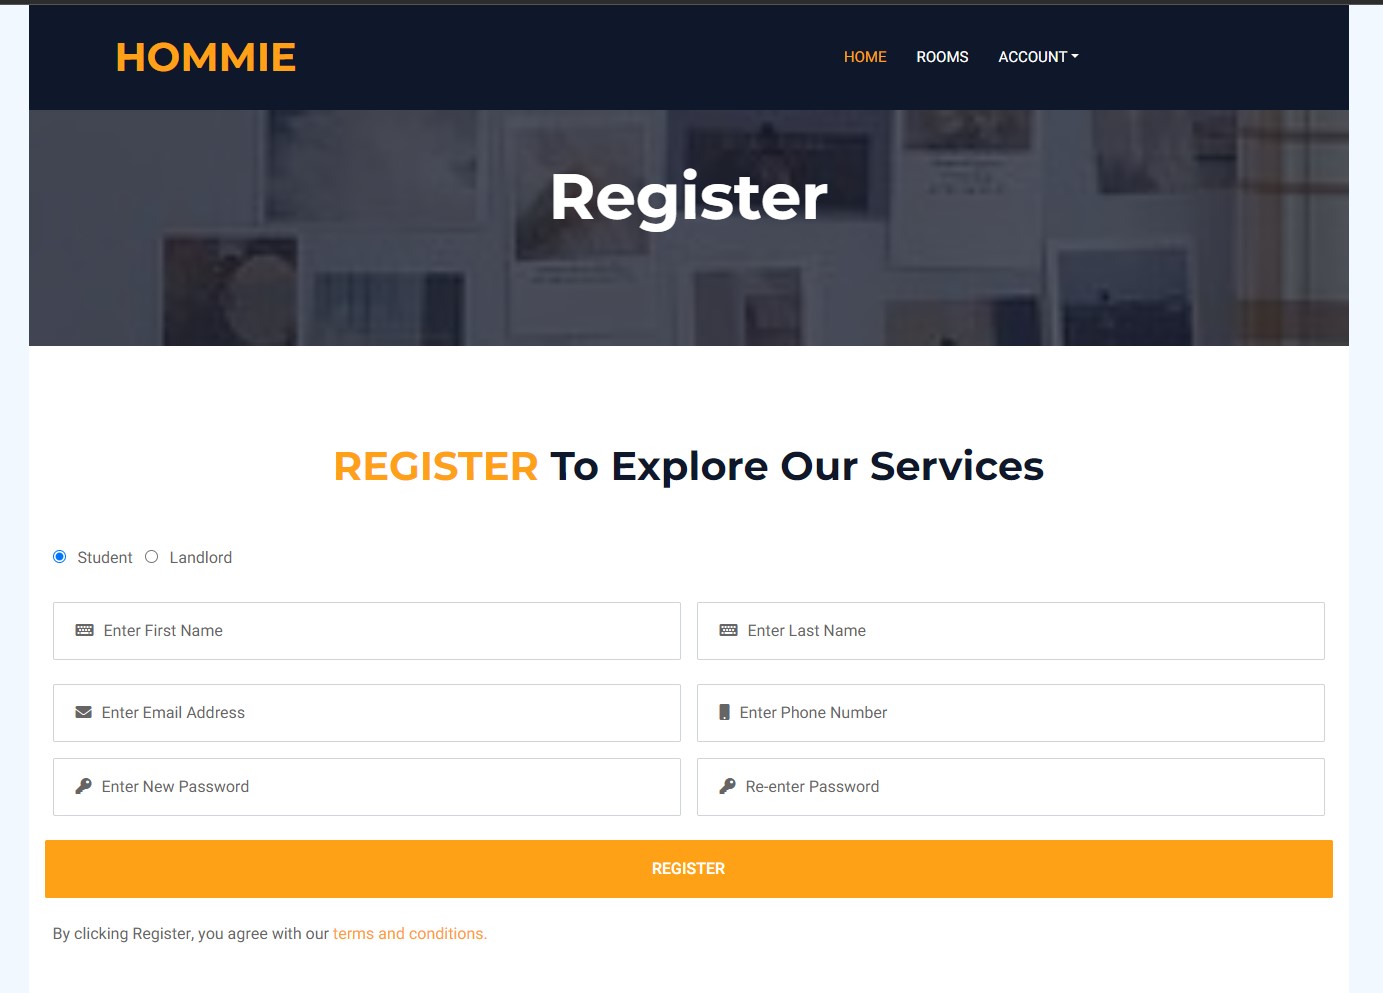 HOMMIE
HOME ROOMS ACCOUNT
Register
REGISTER To Explore Our Services
Student Landlord
Enter First Name Enter Last Name
Enter Email Address Enter Phone Number
Enter New Password Re-enter Password
REGISTER
By clicking Register, you agree with our terms and conditions.